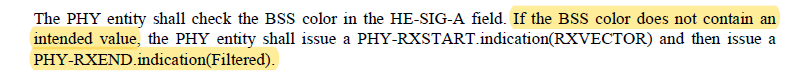 The PHY entity shall check the BSS color in the HE-SIG-A field. If the BSS color does not contain an
intended value, the PHY entity shall issue a PHY-RXSTART.indication(RXVECTOR) and then issue a
PHY-RXEND.indication(Filtered).